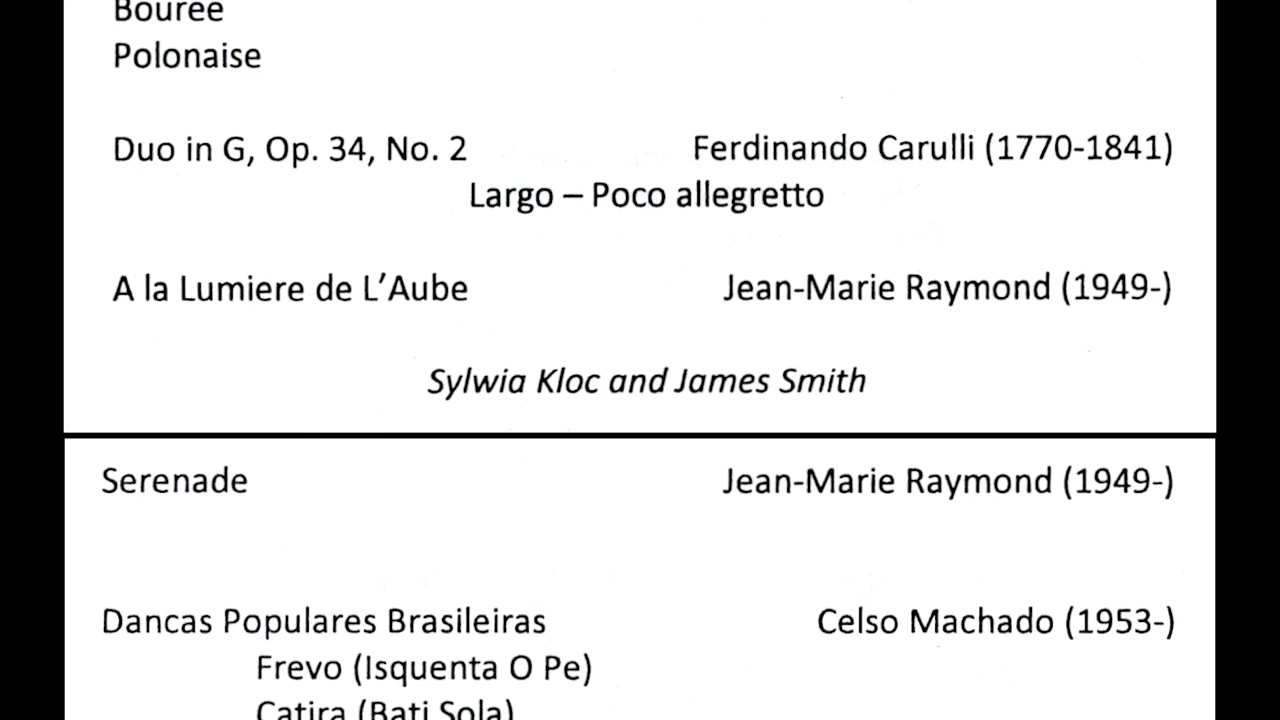 Bouree
Polonaise
Duo in G, Op. 34, No. 2 Ferdinando Carulli (1770-1841)
Largo – Poco allegretto
A la Lumiere de L’Aube Jean-Marie Raymond (1949-)
Sylwia Kloc and James Smith
Serenade Jean-Marie Raymond (1949-)
Dancas Populares Brasileiras Celso Machado (1953-)
Frevo (Isquenta O Pe)
Catira (Bati Sola)